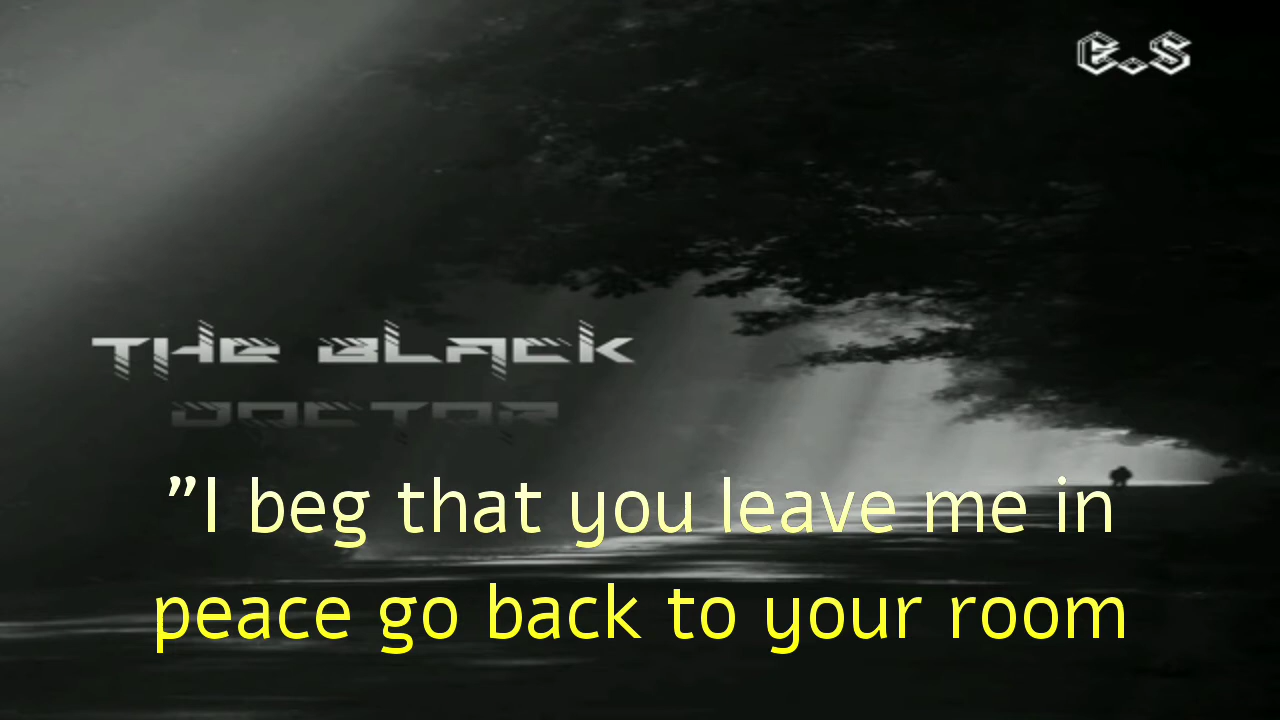 E.S
THE BLACK
DOCTOR
”I beg that you leave me in
peace go back to your room